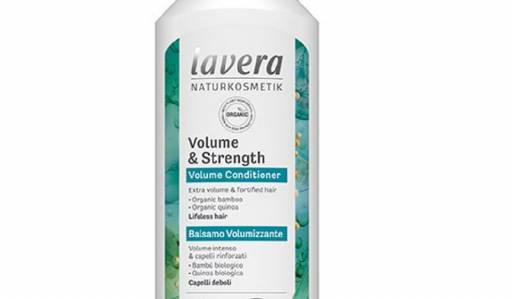 lavera
NATURKOSMETIK
ORGANIC
Volume
& Strength
Volume Conditioner
Extra volume & fortified hair
• Organic bamboo
• Organic quinoa
Lifeless hair
Balsamo Volumizzante
Volume intenso
& capelli rinforzati
• Bambù biologico
• Quinoa biologica
Capelli deboli